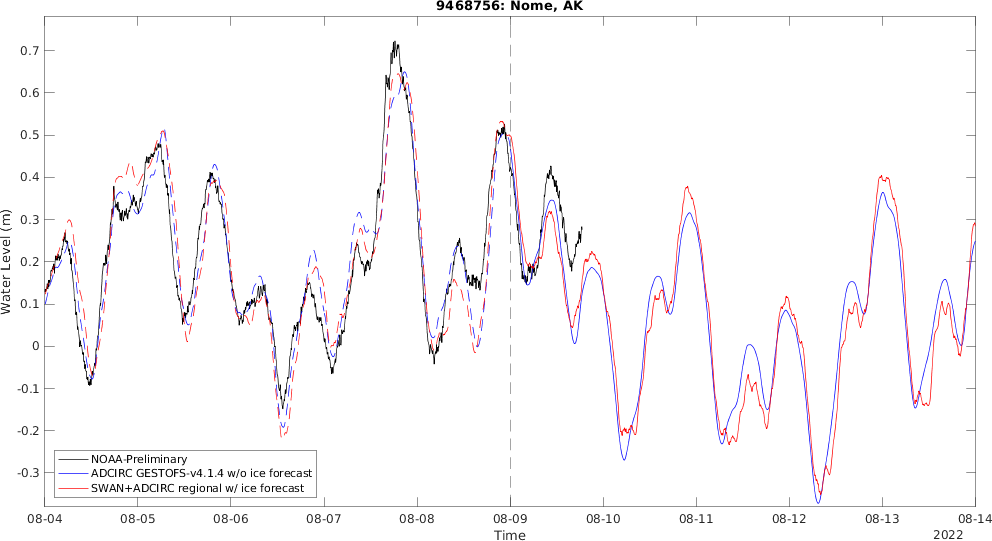 9468756: Nome, AK
0.7
0.6
0.5
0.4
0.3
0.2
0.1
0
-0.1
-0.2
-0.3
Water Level (m)
NOAA-Preliminary
ADCIRC GESTOFS-v4.1.4 w/o ice forecast
SWAN+ADCIRC regional w/ ice forecast
08-04 08-05 08-06 08-07 08-08 08-09 08-10 08-11 08-12 08-13 08-14
Time
2022